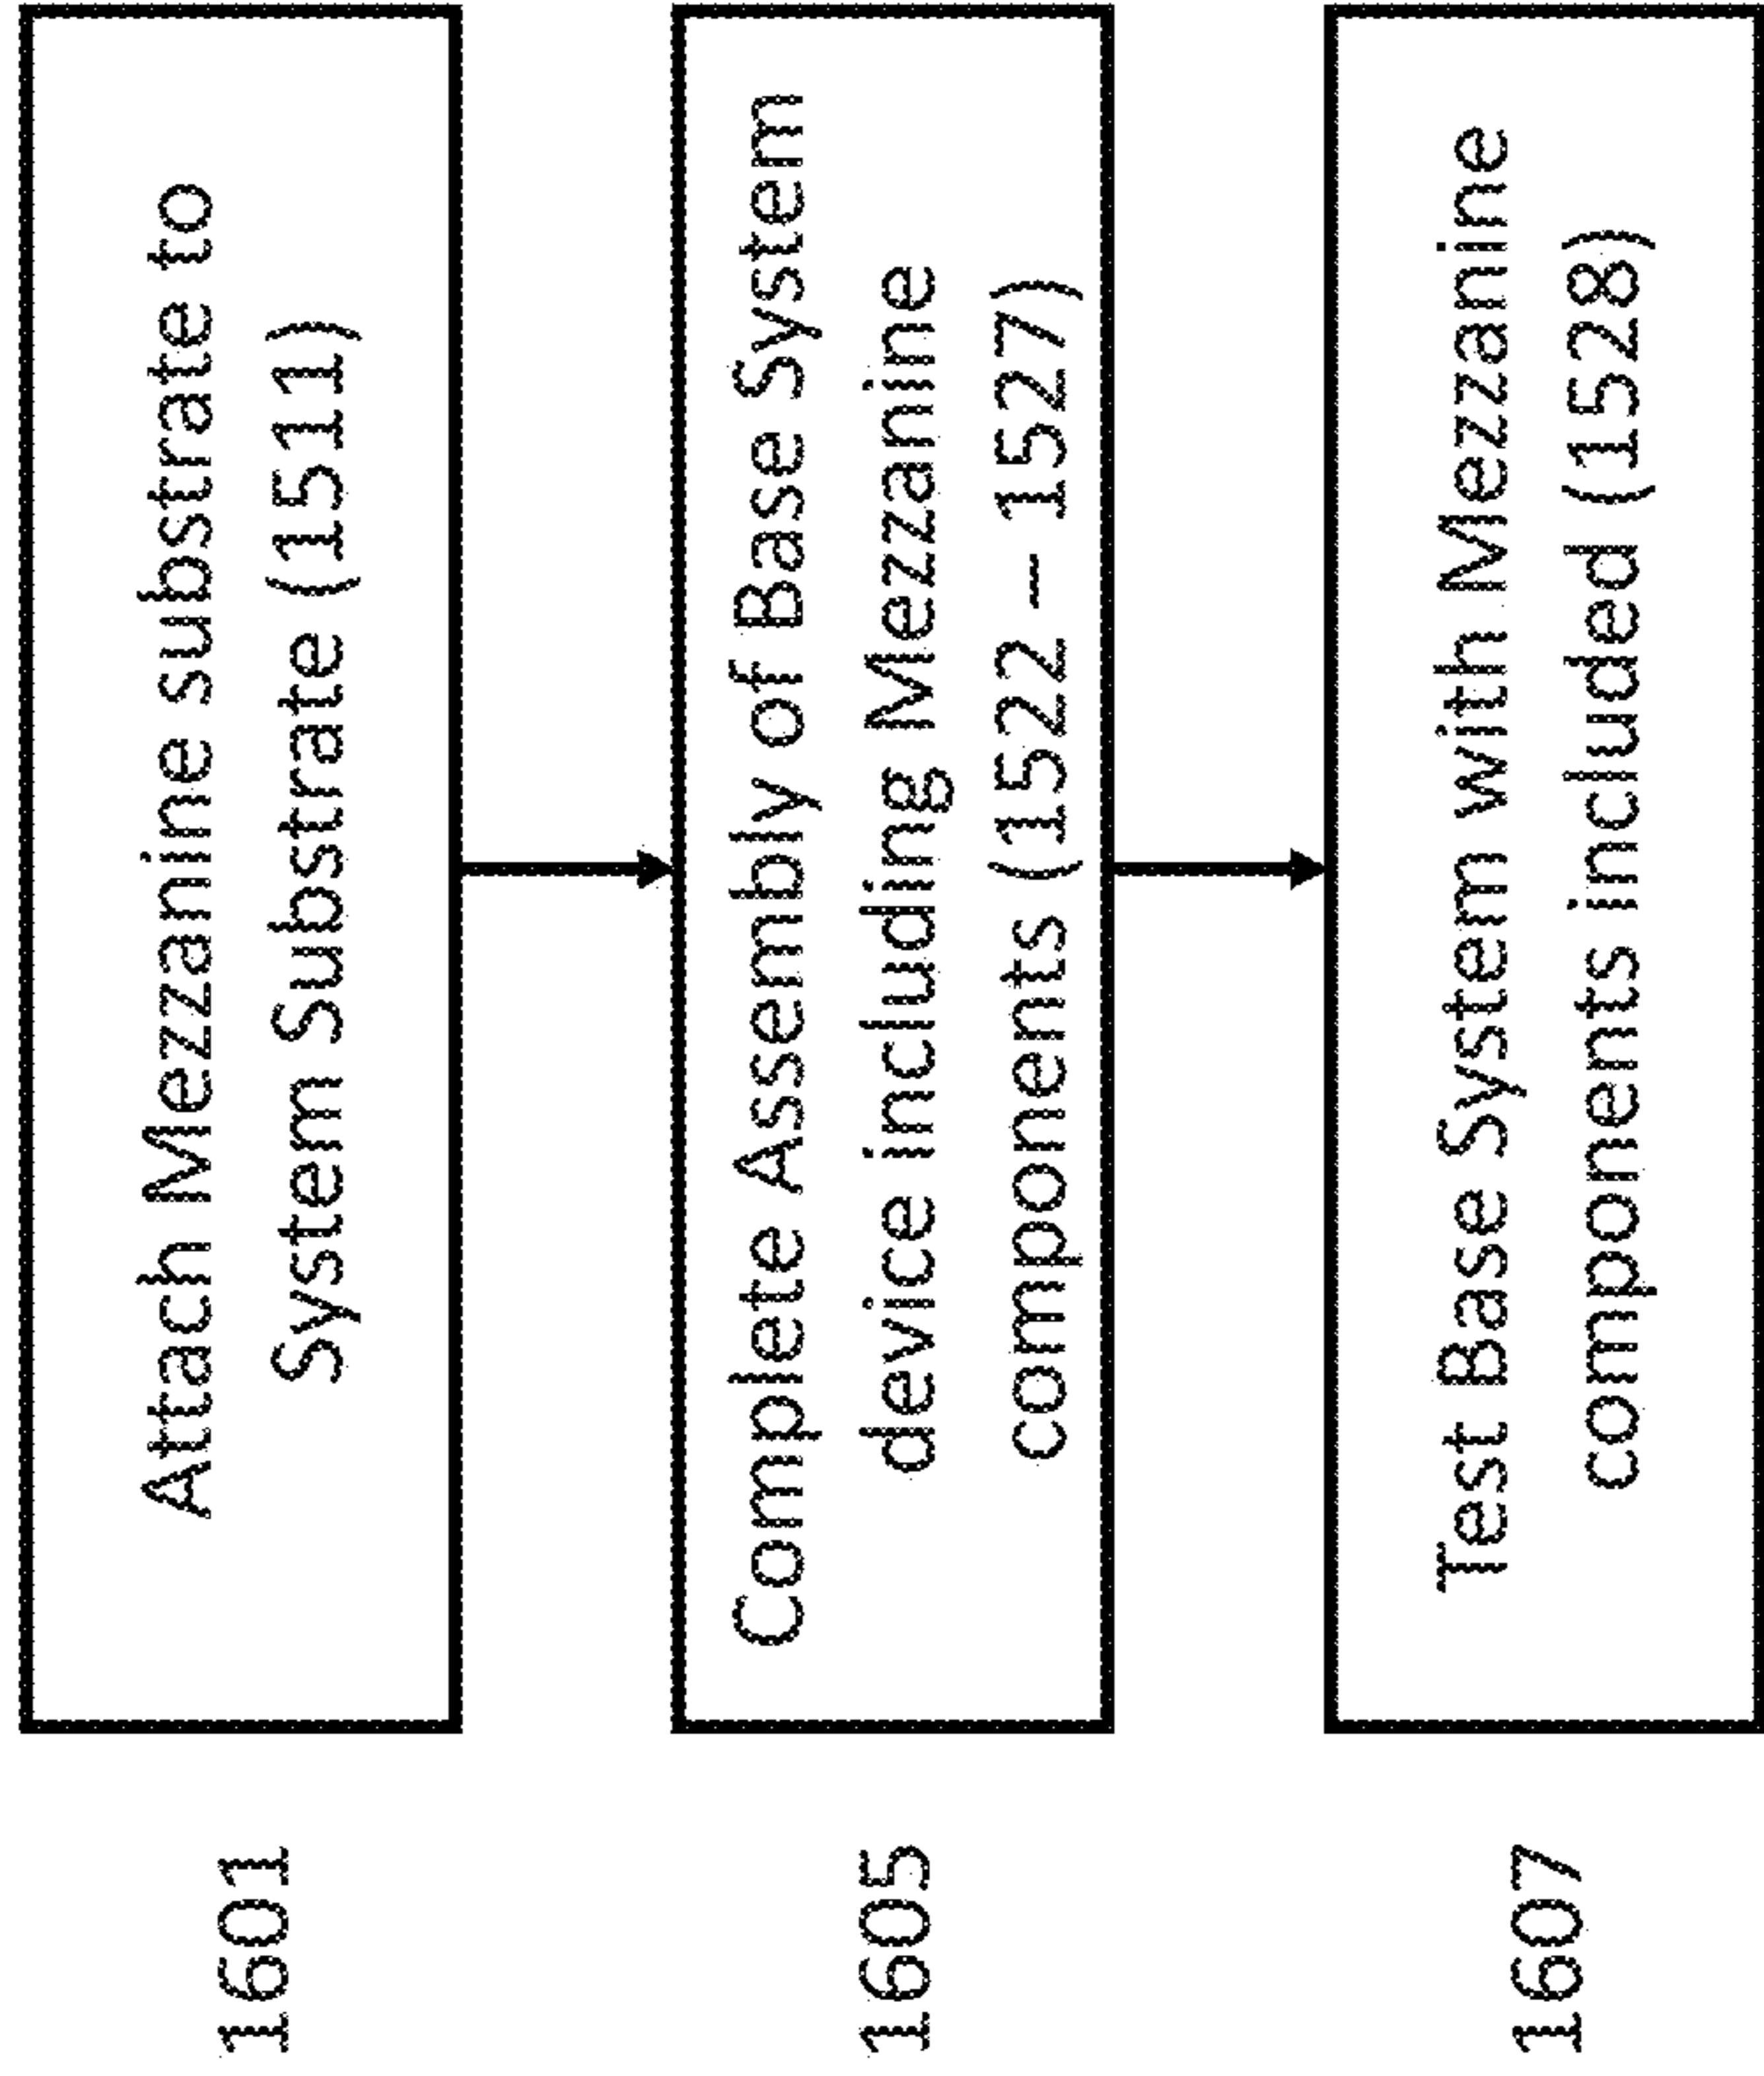 1601
Attach Mezzanine substrate to
System Substrate (1511)
1605
Complete Assembly of Base System
device including Mezzanine
components (1522 – 1527)
1607
Test Base System with Mezzanine
components included (1528)